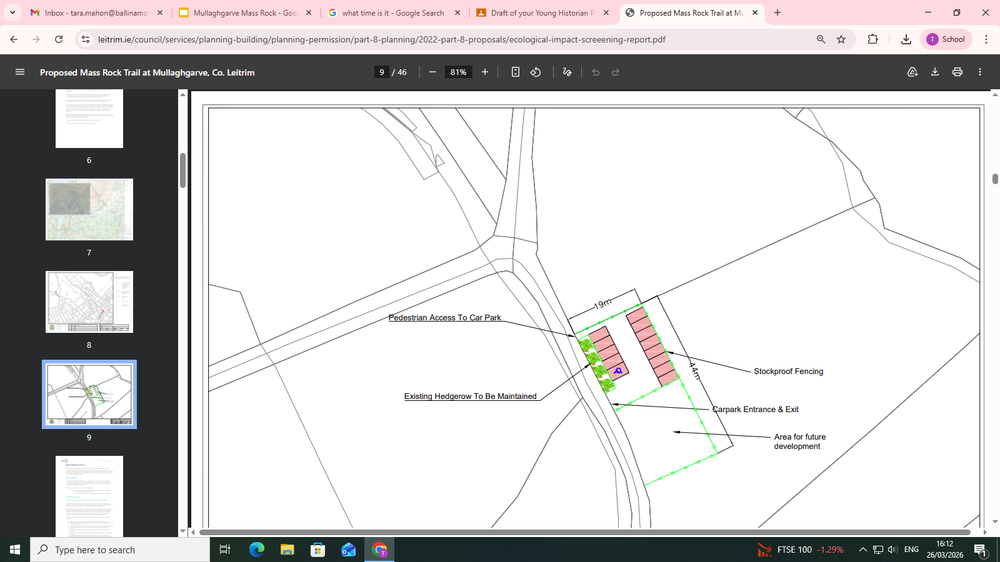 Inbox - tara.mahon@ballinamo
Mullaghgarve Mass Rock - Goo
what time is it - Google Search
Draft of your Young Historian P
Proposed Mass Rock Trail at Mu
leitrim.ie/council/services/planning-building/planning-permission/part-8-planning/2022-part-8-proposals/ecological-impact-screeening-report.pdf
T School
Proposed Mass Rock Trail at Mullaghgarve, Co. Leitrim
9 / 46
81%
6
7
8
9
19m
Pedestrian Access To Car Park
44m
Stockproof Fencing
Existing Hedgerow To Be Maintained
Carpark Entrance & Exit
Area for future
development
Type here to search
FTSE 100 -1.29%
ENG
16:12
26/03/2026
1